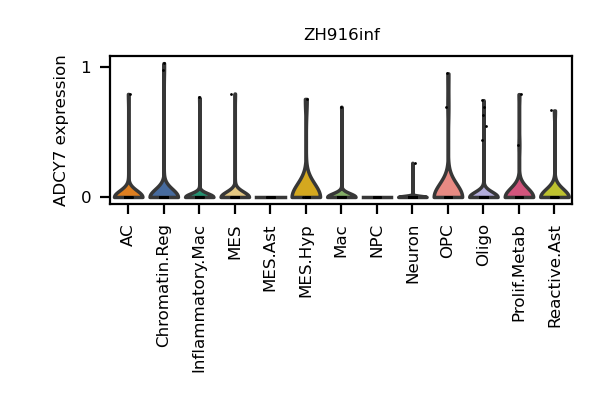 ZH916inf
ADCY7 expression
1
0
AC
Chromatin.Reg
Inflammatory.Mac
MES
MES.Ast
MES.Hyp
Mac
NPC
Neuron
OPC
Oligo
Prolif.Metab
Reactive.Ast